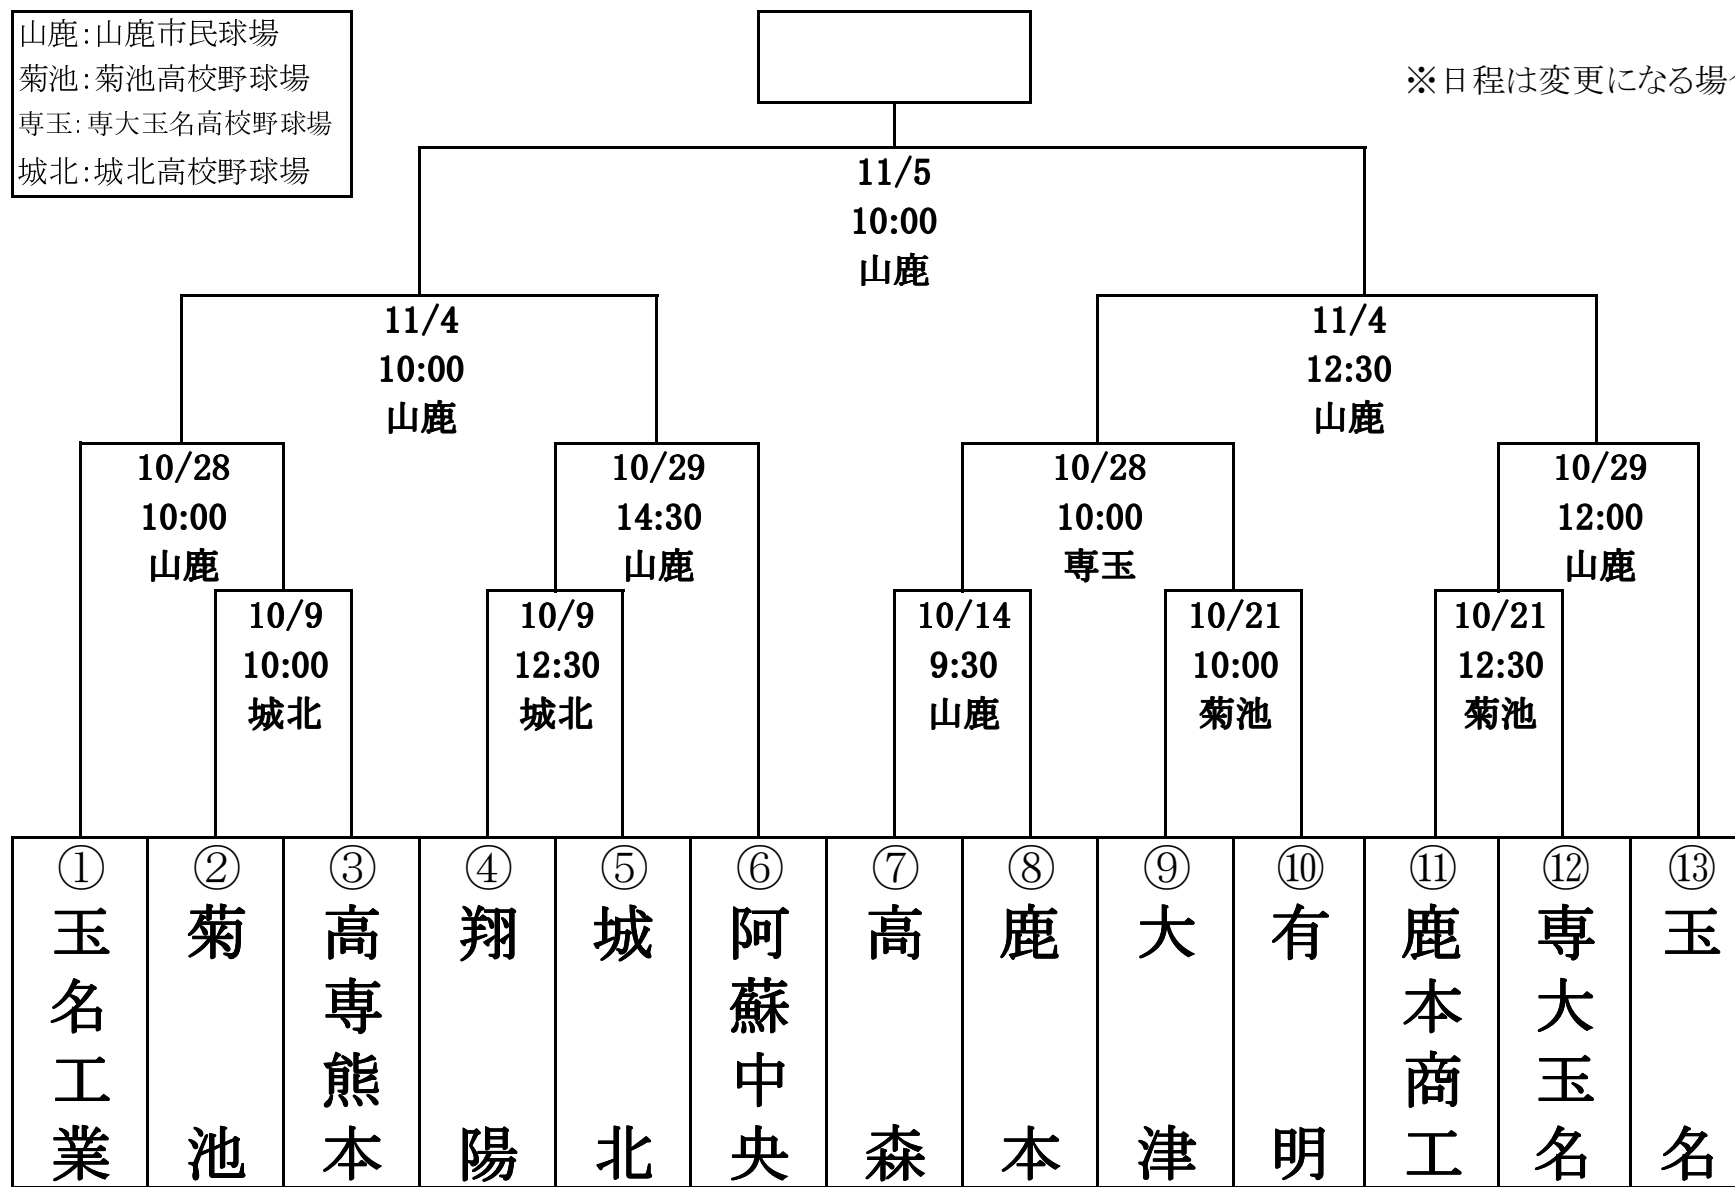 山鹿:山鹿市民球場
菊池:菊池高校野球場
専玉:専大玉名高校野球場
城北:城北高校野球場
※日程は変更になる場
11/5
10:00
山鹿
11/4
10:00
山鹿
11/4
12:30
山鹿
10/28
10:00
山鹿
10/29
14:30
山鹿
10/28
10:00
専玉
10/29
12:00
山鹿
10/9
10:00
城北
10/9
12:30
城北
10/14
9:30
山鹿
10/21
10:00
菊池
10/21
12:30
菊池
①玉名工業
②菊池
③高専熊本
④翔陽
⑤城北
⑥阿蘇中央
⑦高森
⑧鹿本
⑨大津
⑩有明
⑪鹿本商工
⑫専大玉名
⑬玉名